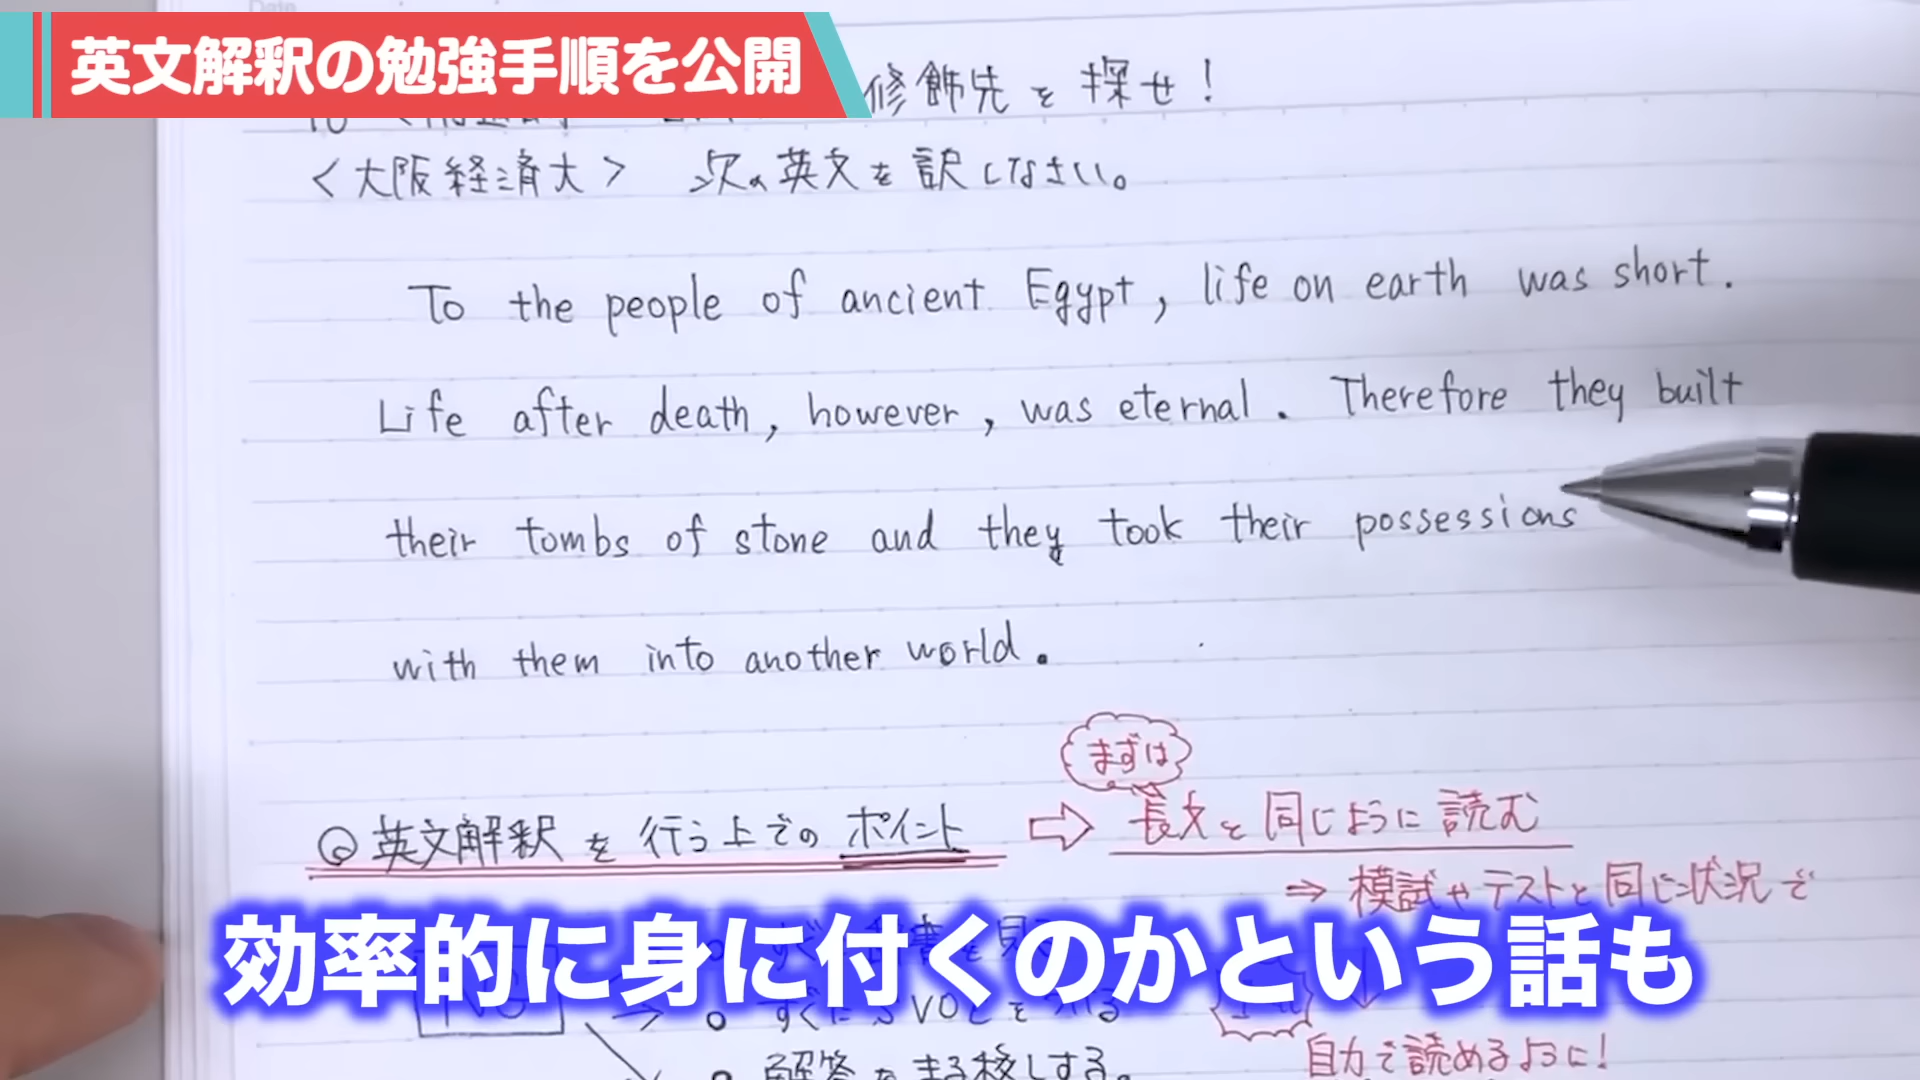 Date
英文解釈の勉強手順を公開
修飾先を探せ!
<大阪経済大> 次の英文を訳しなさい。
To the people of ancient Egypt, life on earth was short.
Life after death, however, was eternal. Therefore they built
their tombs of stone and they took their possessions
with them into another world.
まずは
◎英文解釈を行う上でのポイント ⇨ 長文と同じように読む
⇒ 模試やテストと同じ状況で
効率的に身に付くのかという話も
自力で読めるように!
解答をまる移しする。